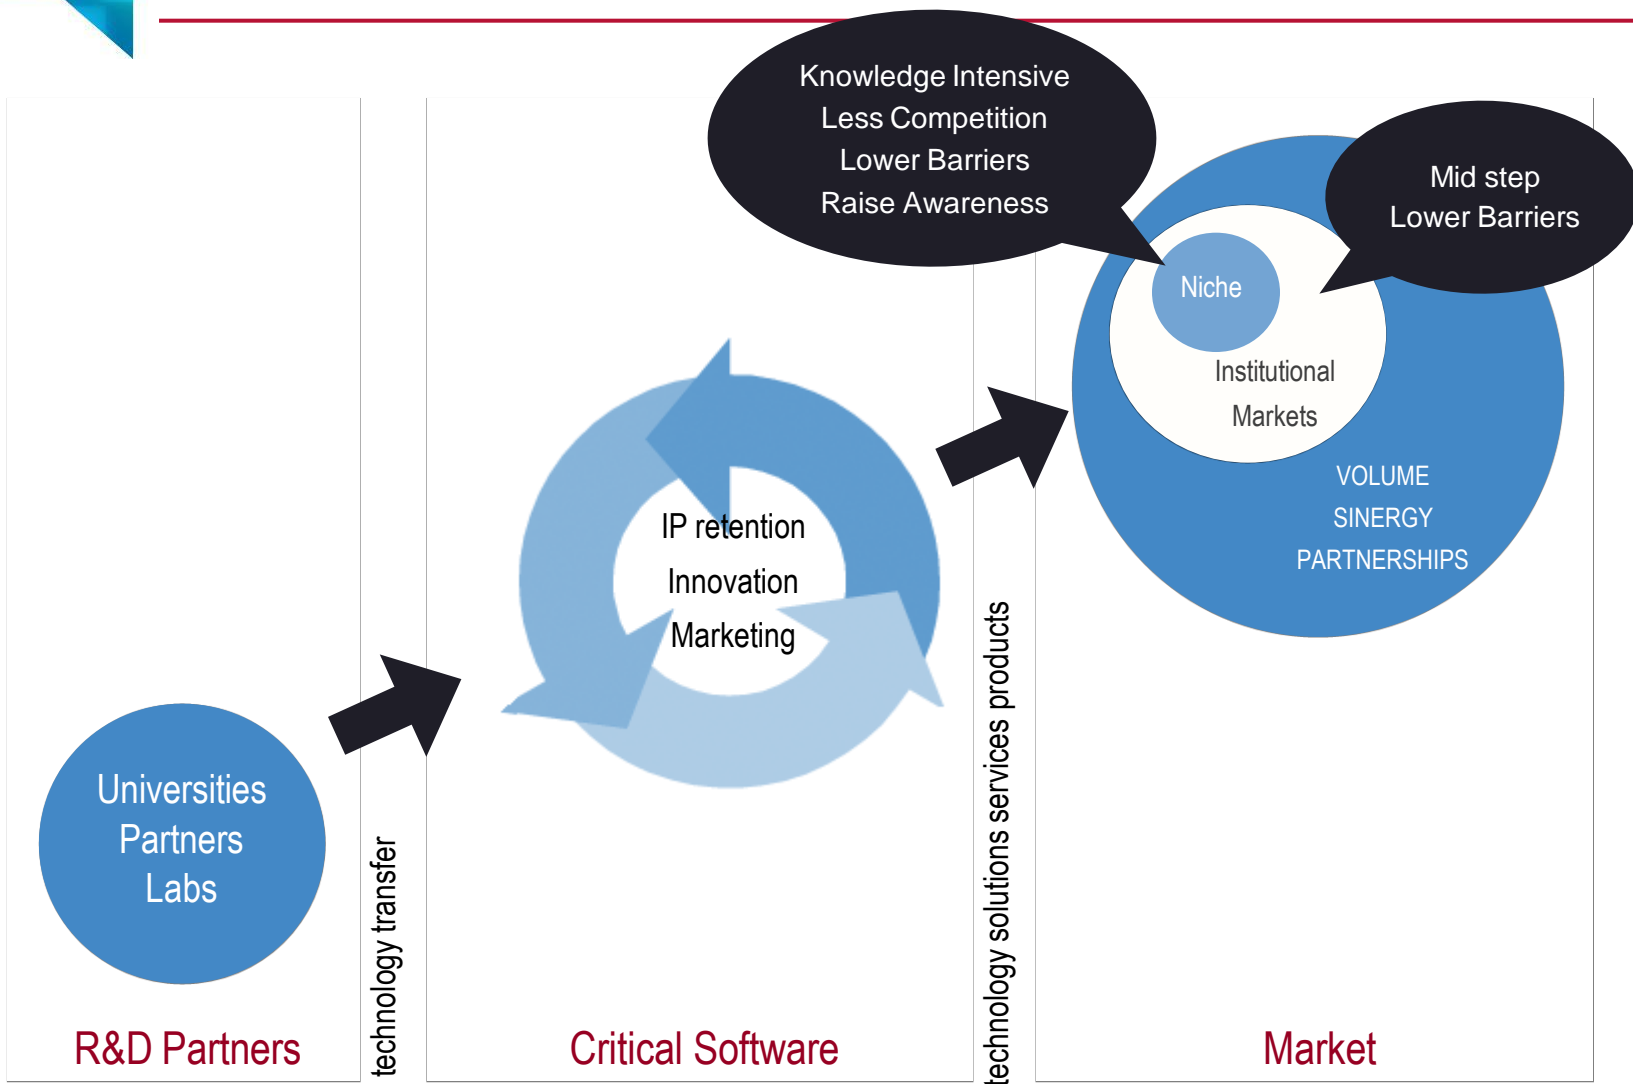 Knowledge Intensive
Less Competition
Lower Barriers
Raise Awareness
Mid step
Lower Barriers
Niche
Institutional
Markets
VOLUME
SINERGY
PARTNERSHIPS
IP retention
Innovation
Marketing
Universities
Partners
Labs
technology transfer
technology solutions services products
R&D Partners
Critical Software
Market